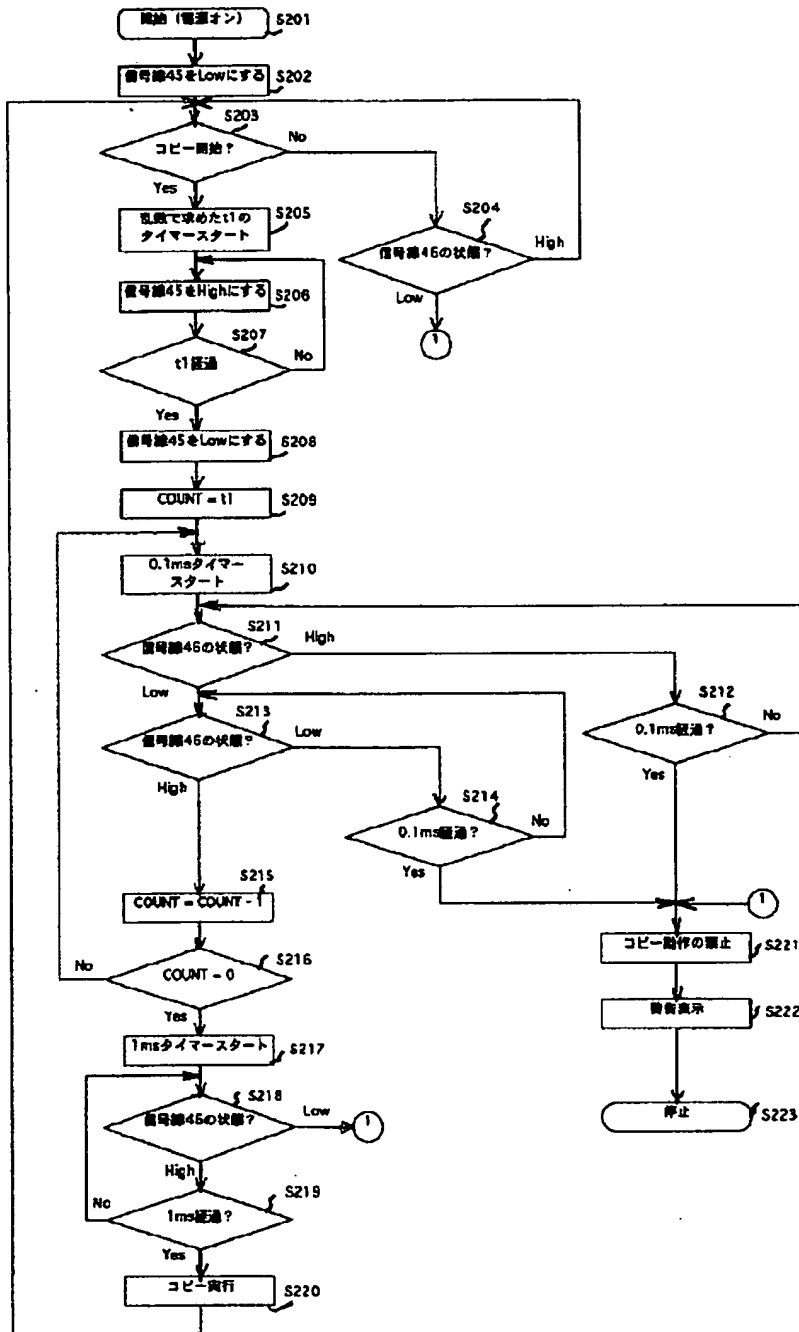 開始（電源オン）
S201
信号線45をLowにする
S202
S203
コピー開始？
No
Yes
S204
信号線46の状態？
High
Low
1
乱数で求めたt1の
タイマースタート
S205
信号線45をHighにする
S206
S207
t1経過
No
Yes
信号線45をLowにする
S208
COUNT = t1
S209
0.1msタイマー
スタート
S210
S211
信号線46の状態？
High
Low
S212
0.1ms経過？
No
Yes
S213
信号線46の状態？
Low
High
S214
0.1ms経過？
No
Yes
1
S215
COUNT = COUNT - 1
コピー動作の禁止
S221
S216
COUNT = 0
No
Yes
S222
1msタイマースタート
S217
S218
信号線46の状態？
Low
1
High
停止
S223
S219
1ms経過？
No
Yes
コピー実行
S220